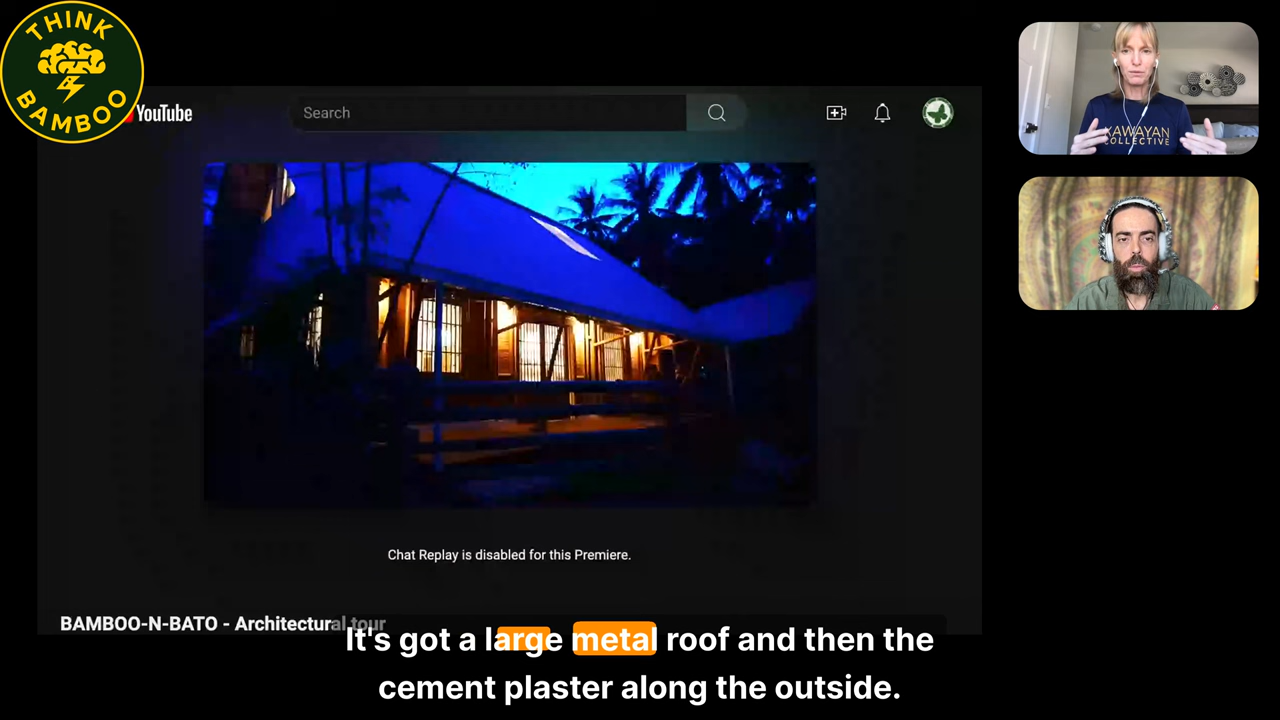 THINK
BAMBOO
YouTube
Search
KAWAYAN
COLLECTIVE
Chat Replay is disabled for this Premiere.
BAMBOO-N-BATO - Architectural tour
It's got a large metal roof and then the
cement plaster along the outside.